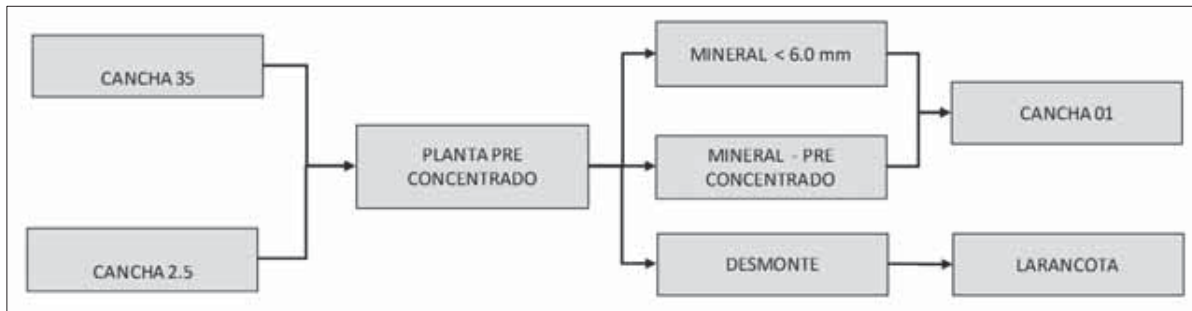 CANCHA 35
CANCHA 2.5
PLANTA PRE
CONCENTRADO
MINERAL < 6.0 mm
MINERAL - PRE
CONCENTRADO
DESMONTE
CANCHA 01
LARANCOTA